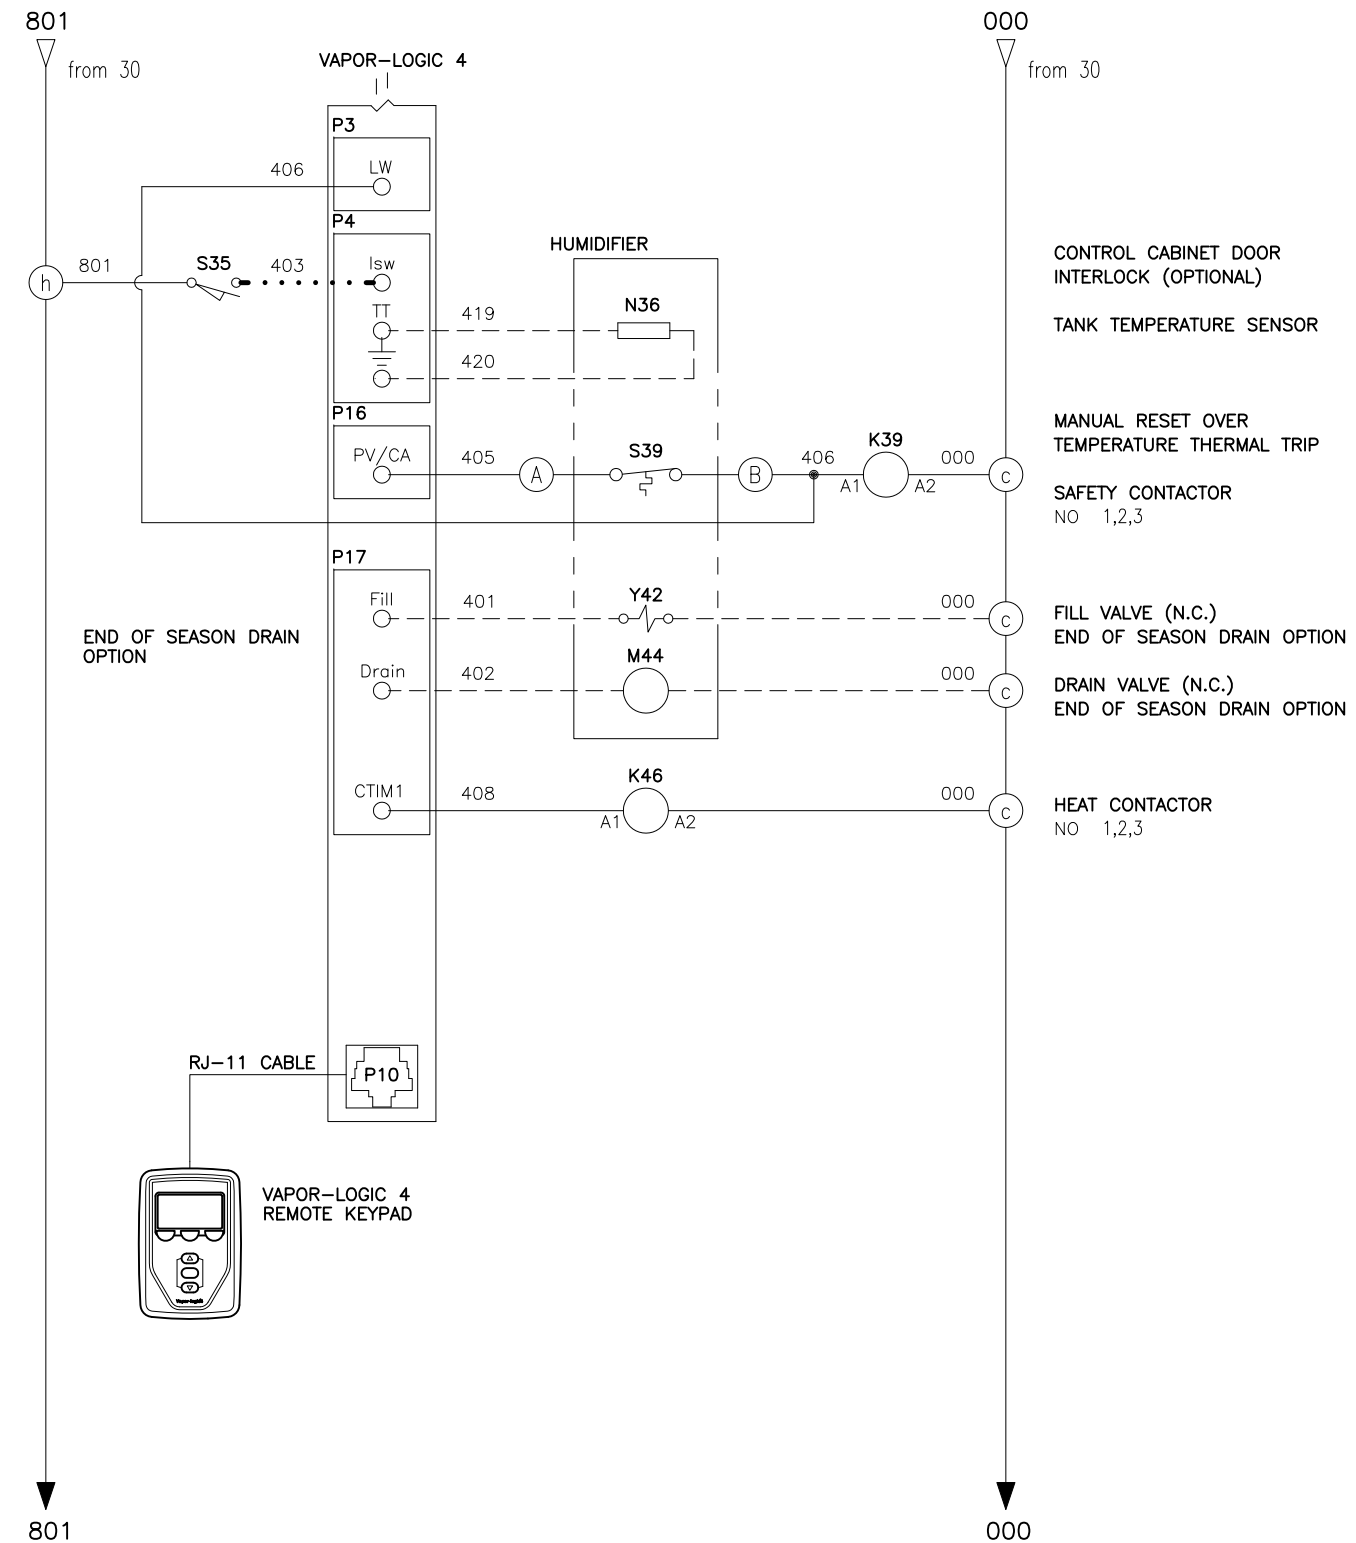 801
000
from 30
from 30
VAPOR-LOGIC 4
P3
LW
406
P4
HUMIDIFIER
CONTROL CABINET DOOR
INTERLOCK (OPTIONAL)
h
801
S35
403
Isw
N36
TT
419
TANK TEMPERATURE SENSOR
420
P16
MANUAL RESET OVER
TEMPERATURE THERMAL TRIP
PV/CA
405
A
S39
B
406
K39
A1
A2
000
c
SAFETY CONTACTOR
NO 1,2,3
P17
Fill
401
Y42
000
c
FILL VALVE (N.C.)
END OF SEASON DRAIN OPTION
END OF SEASON DRAIN
OPTION
Drain
402
M44
000
c
DRAIN VALVE (N.C.)
END OF SEASON DRAIN OPTION
CTIM1
408
K46
A1
A2
000
c
HEAT CONTACTOR
NO 1,2,3
RJ-11 CABLE
P10
VAPOR-LOGIC 4
REMOTE KEYPAD
801
000